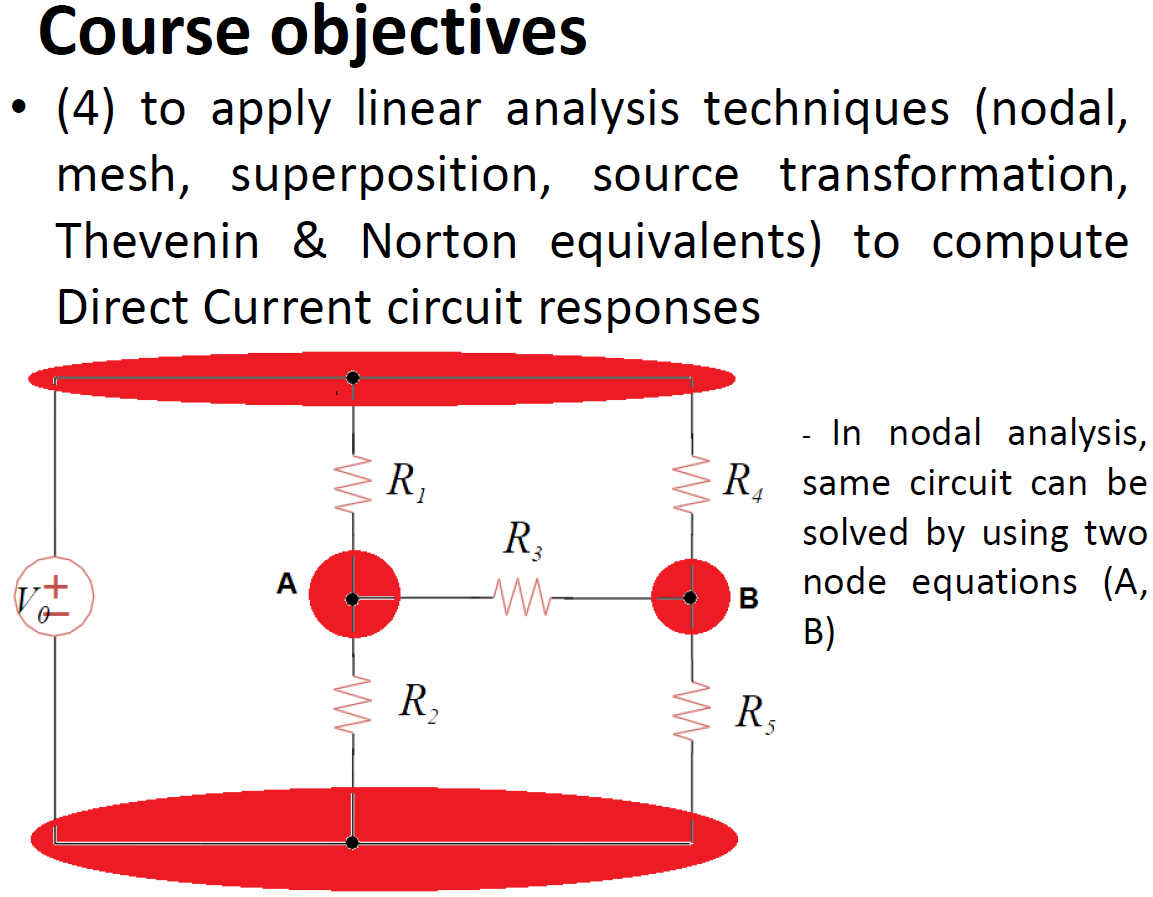 Course objectives
• (4) to apply linear analysis techniques (nodal,
mesh, superposition, source transformation,
Thevenin & Norton equivalents) to compute
Direct Current circuit responses
- In nodal analysis,
same circuit can be
solved by using two
node equations (A,
B)
R1
R4
R3
A
B
V0
+
−
R2
R5